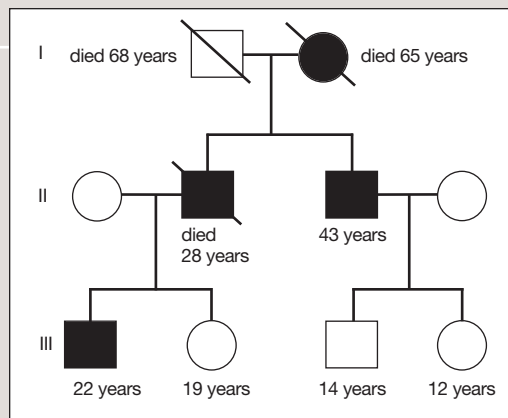 I
died 68 years
died 65 years
II
died
28 years
43 years
III
22 years
19 years
14 years
12 years